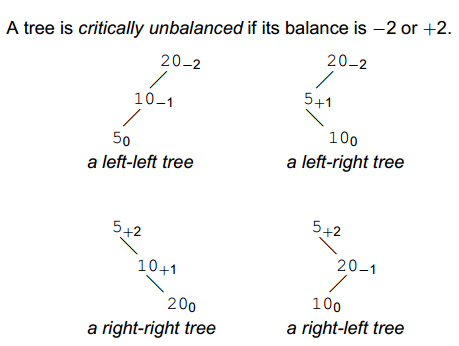 A tree is critically unbalanced if its balance is −2 or +2.
20−2 20−2
10−1 5+1
50 100
a left-left tree a left-right tree
5+2 5+2
10+1 20−1
200 100
a right-right tree a right-left tree